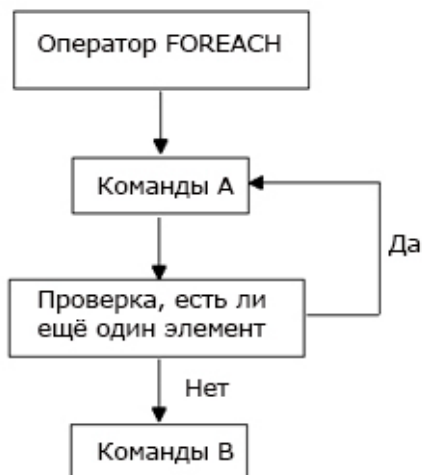 Оператор FOREACH
Команды А
Да
Проверка, есть ли
ещё один элемент
Нет
Команды В